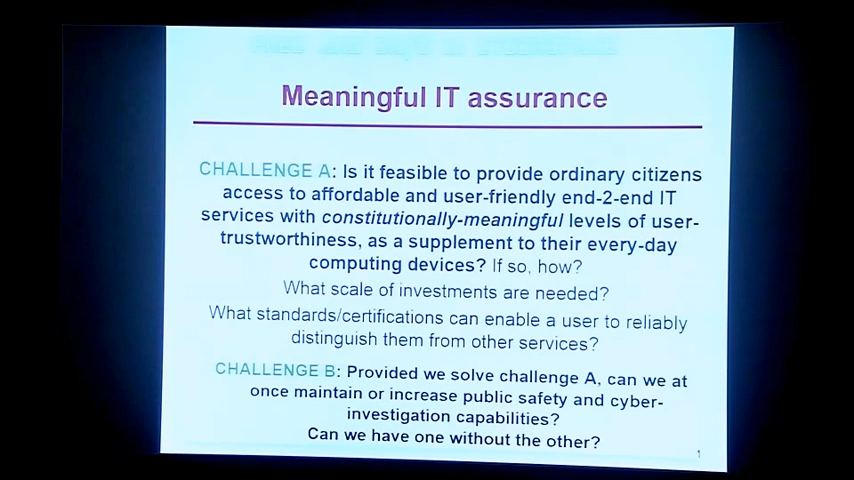 Meaningful IT assurance
CHALLENGE A: Is it feasible to provide ordinary citizens
access to affordable and user-friendly end-2-end IT
services with constitutionally-meaningful levels of user-
trustworthiness, as a supplement to their every-day
computing devices? If so, how?
What scale of investments are needed?
What standards/certifications can enable a user to reliably
distinguish them from other services?
CHALLENGE B: Provided we solve challenge A, can we at
once maintain or increase public safety and cyber-
investigation capabilities?
Can we have one without the other?
1